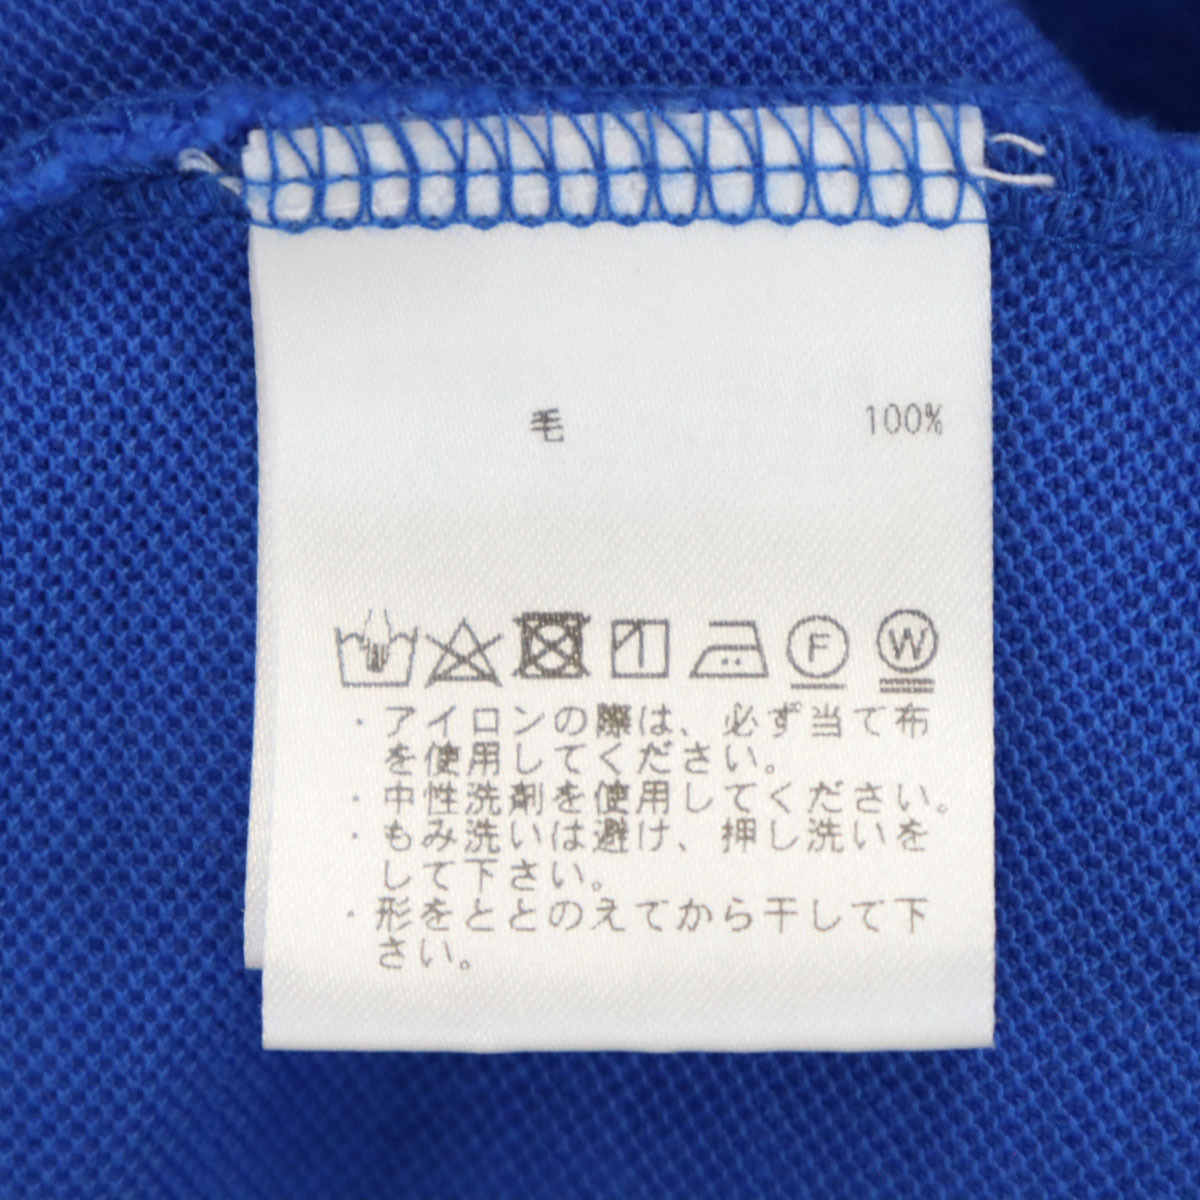 毛 100%
F W
・アイロンの際は、必ず当て布
を使用してください。
・中性洗剤を使用してください。
・もみ洗いは避け、押し洗いを
して下さい。
・形をととのえてから干して下
さい。